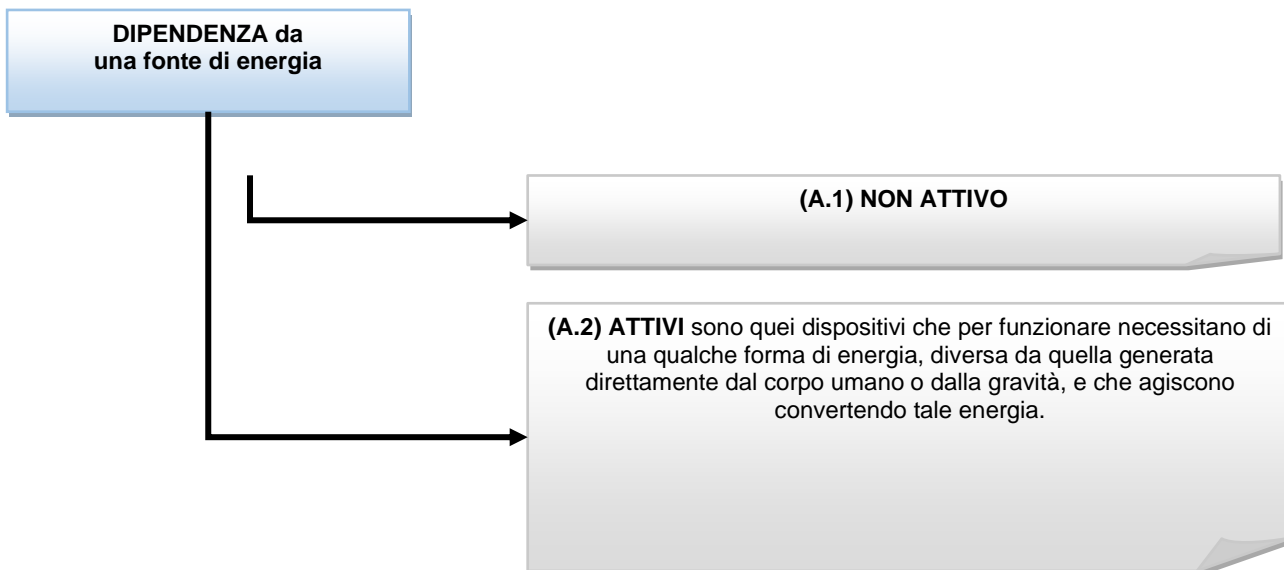 DIPENDENZA da
una fonte di energia
(A.1) NON ATTIVO
(A.2) ATTIVI sono quei dispositivi che per funzionare necessitano di
una qualche forma di energia, diversa da quella generata
direttamente dal corpo umano o dalla gravità, e che agiscono
convertendo tale energia.